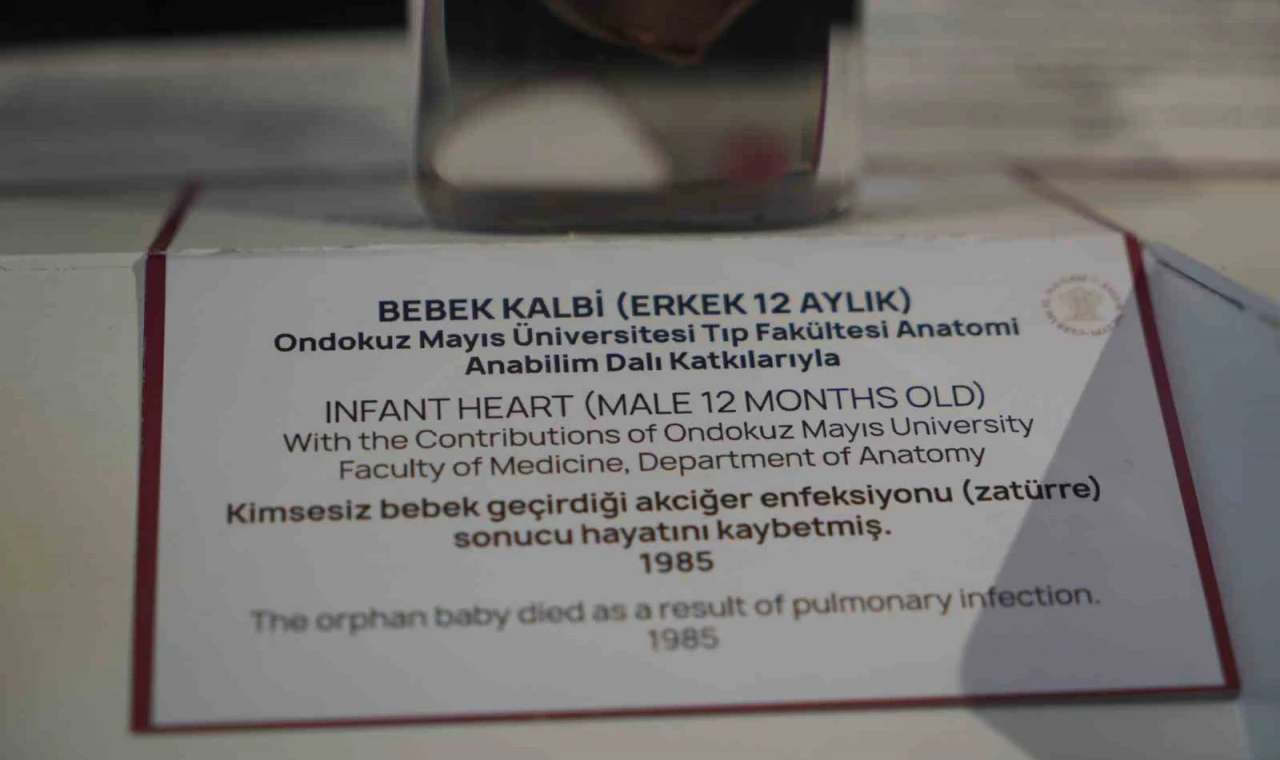 BEBEK KALBİ (ERKEK 12 AYLIK)
Ondokuz Mayıs Üniversitesi Tıp Fakültesi Anatomi
Anabilim Dalı Katkılarıyla
INFANT HEART (MALE 12 MONTHS OLD)
With the Contributions of Ondokuz Mayıs University
Faculty of Medicine, Department of Anatomy
Kimsesiz bebek geçirdiği akciğer enfeksiyonu (zatürre)
sonucu hayatını kaybetmiş.
1985
The orphan baby died as a result of pulmonary infection.
1985